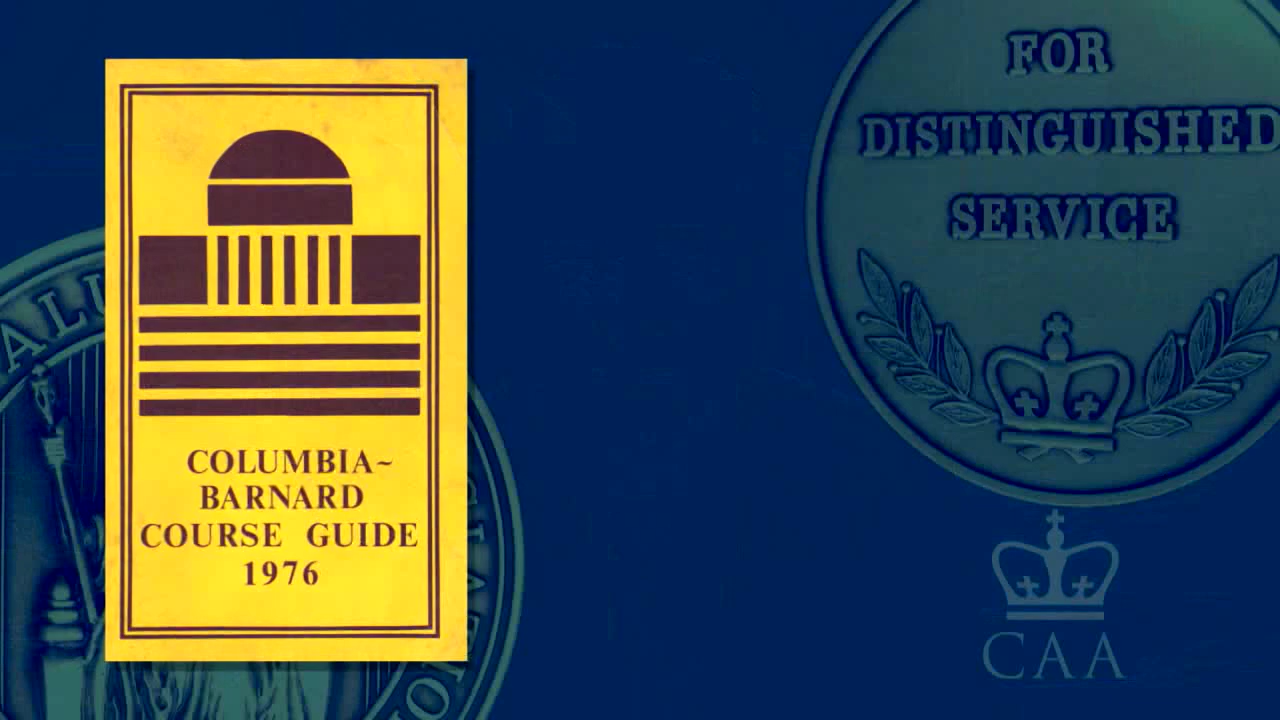 COLUMBIA~
BARNARD
COURSE GUIDE
1976
FOR
DISTINGUISHED
SERVICE
CAA